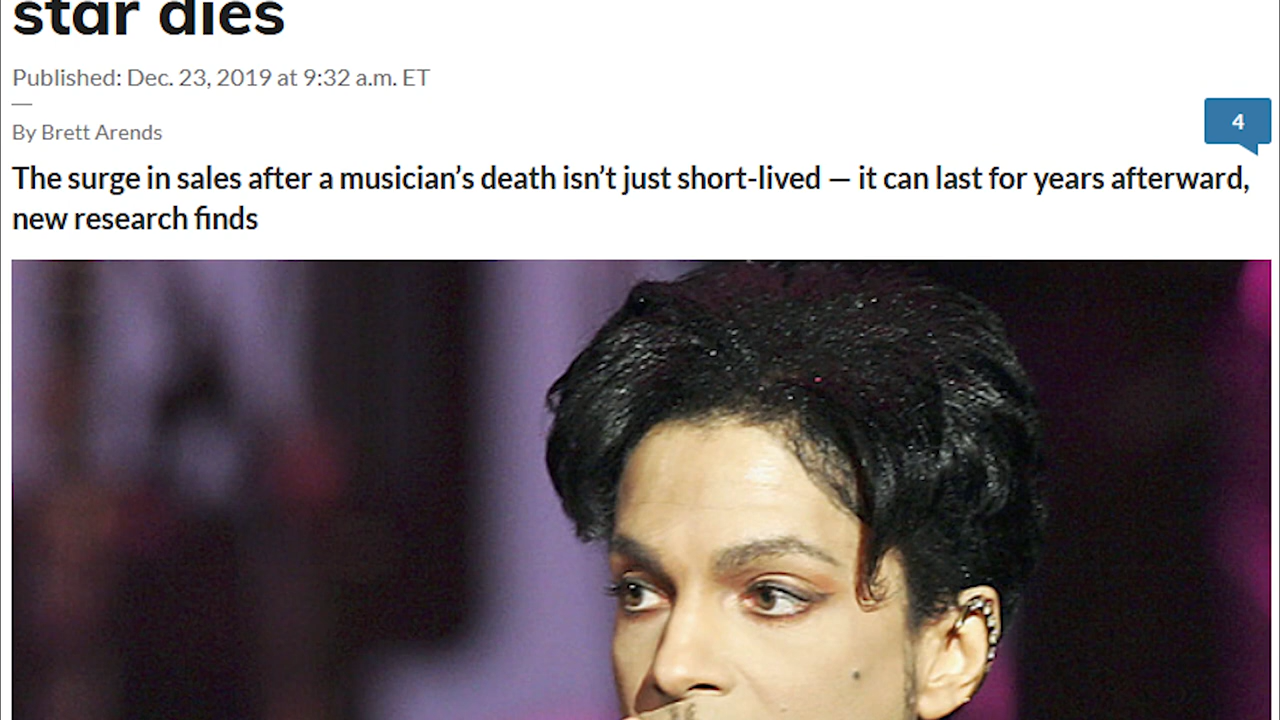 star dies
Published: Dec. 23, 2019 at 9:32 a.m. ET
—
By Brett Arends
4
The surge in sales after a musician’s death isn’t just short-lived — it can last for years afterward,
new research finds